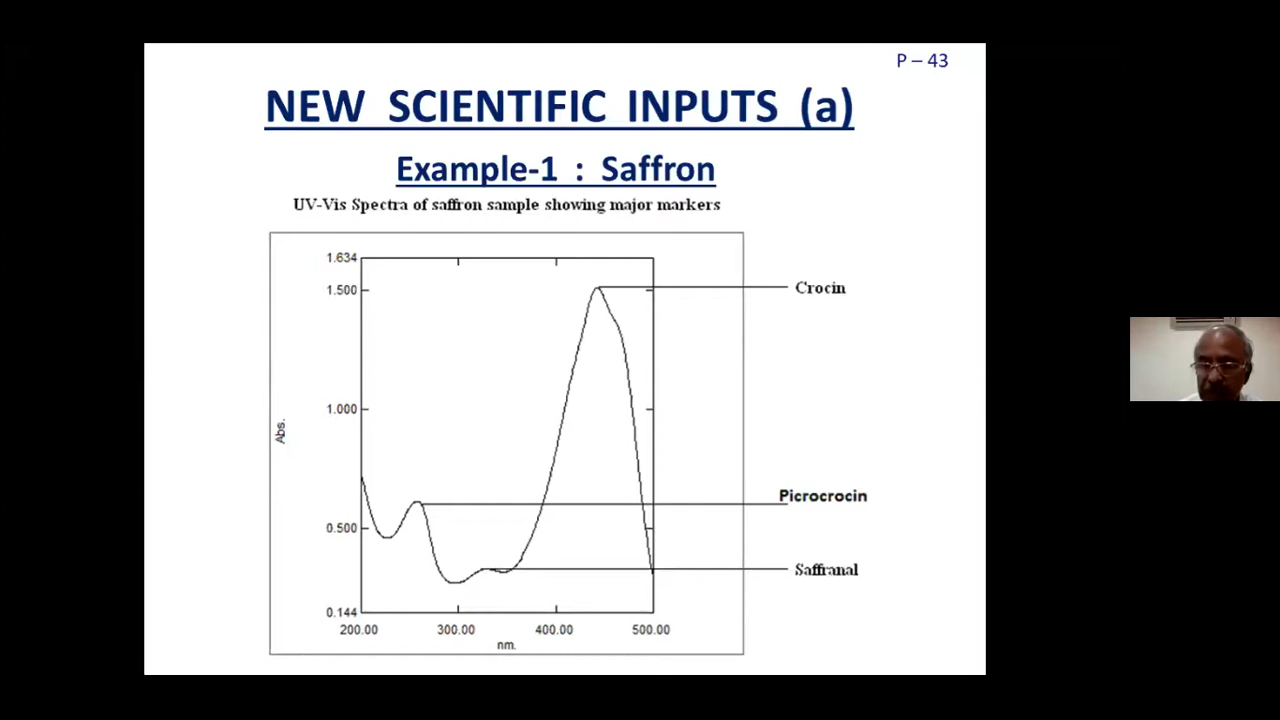 P – 43
NEW SCIENTIFIC INPUTS (a)
Example-1 : Saffron
UV-Vis Spectra of saffron sample showing major markers
1.634
1.500
Crocin
1.000
Abs.
Picrocrocin
0.500
Saffranal
0.144
200.00 300.00 400.00 500.00
nm.